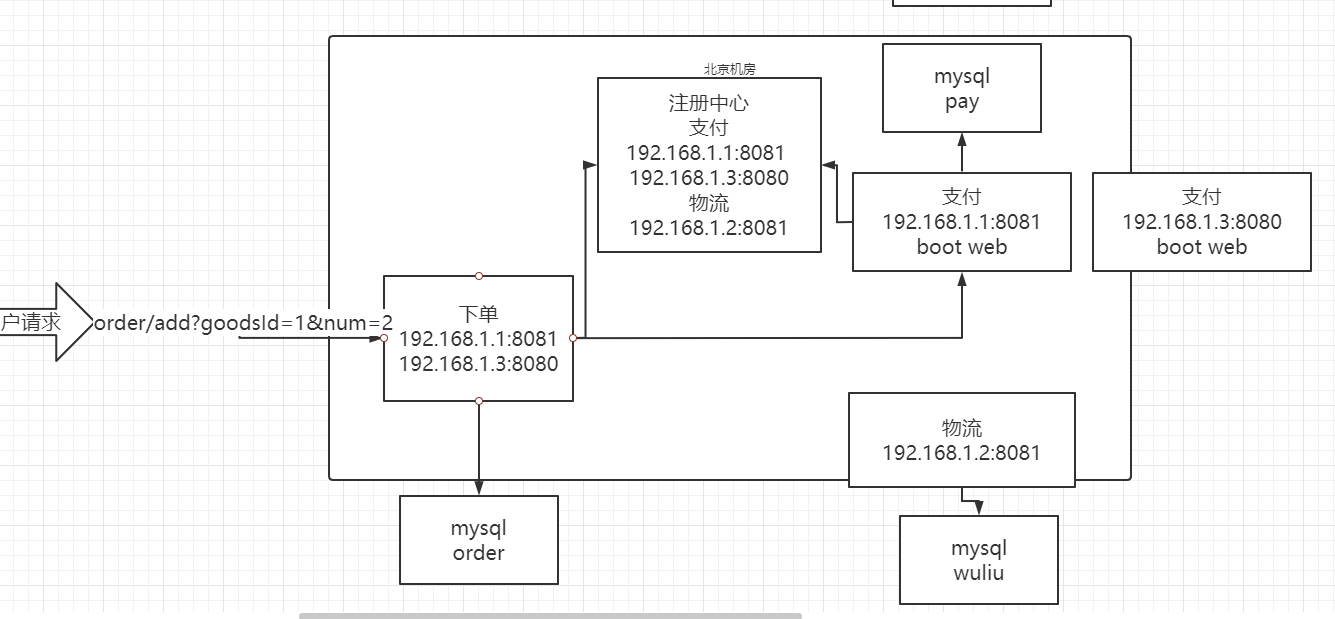 北京机房
注册中心
支付
192.168.1.1:8081
192.168.1.3:8080
物流
192.168.1.2:8081
mysql
pay
支付
192.168.1.1:8081
boot web
支付
192.168.1.3:8080
boot web
户请求
order/add?goodsId=1&num=2
下单
192.168.1.1:8081
192.168.1.3:8080
物流
192.168.1.2:8081
mysql
order
mysql
wuliu